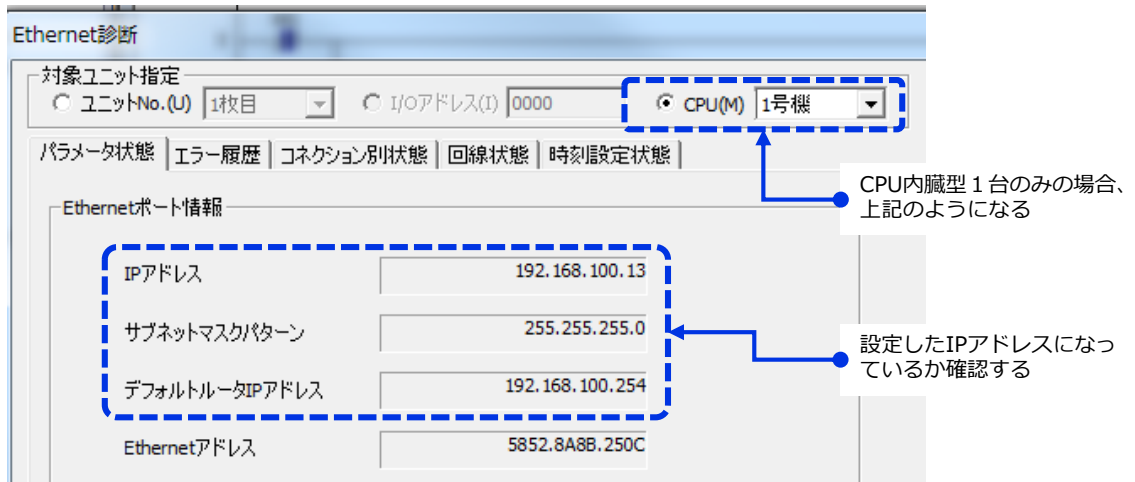 Ethernet診断
対象ユニット指定
ユニットNo.(U) 1枚目 I/Oアドレス(I) 0000 CPU(M) 1号機
パラメータ状態 エラー履歴 コネクション別状態 回線状態 時刻設定状態
CPU内臓型１台のみの場合、
上記のようになる
Ethernetポート情報
IPアドレス 192.168.100.13
サブネットマスクパターン 255.255.255.0
設定したIPアドレスになっ
ているか確認する
デフォルトルータIPアドレス 192.168.100.254
Ethernetアドレス 5852.8A8B.250C